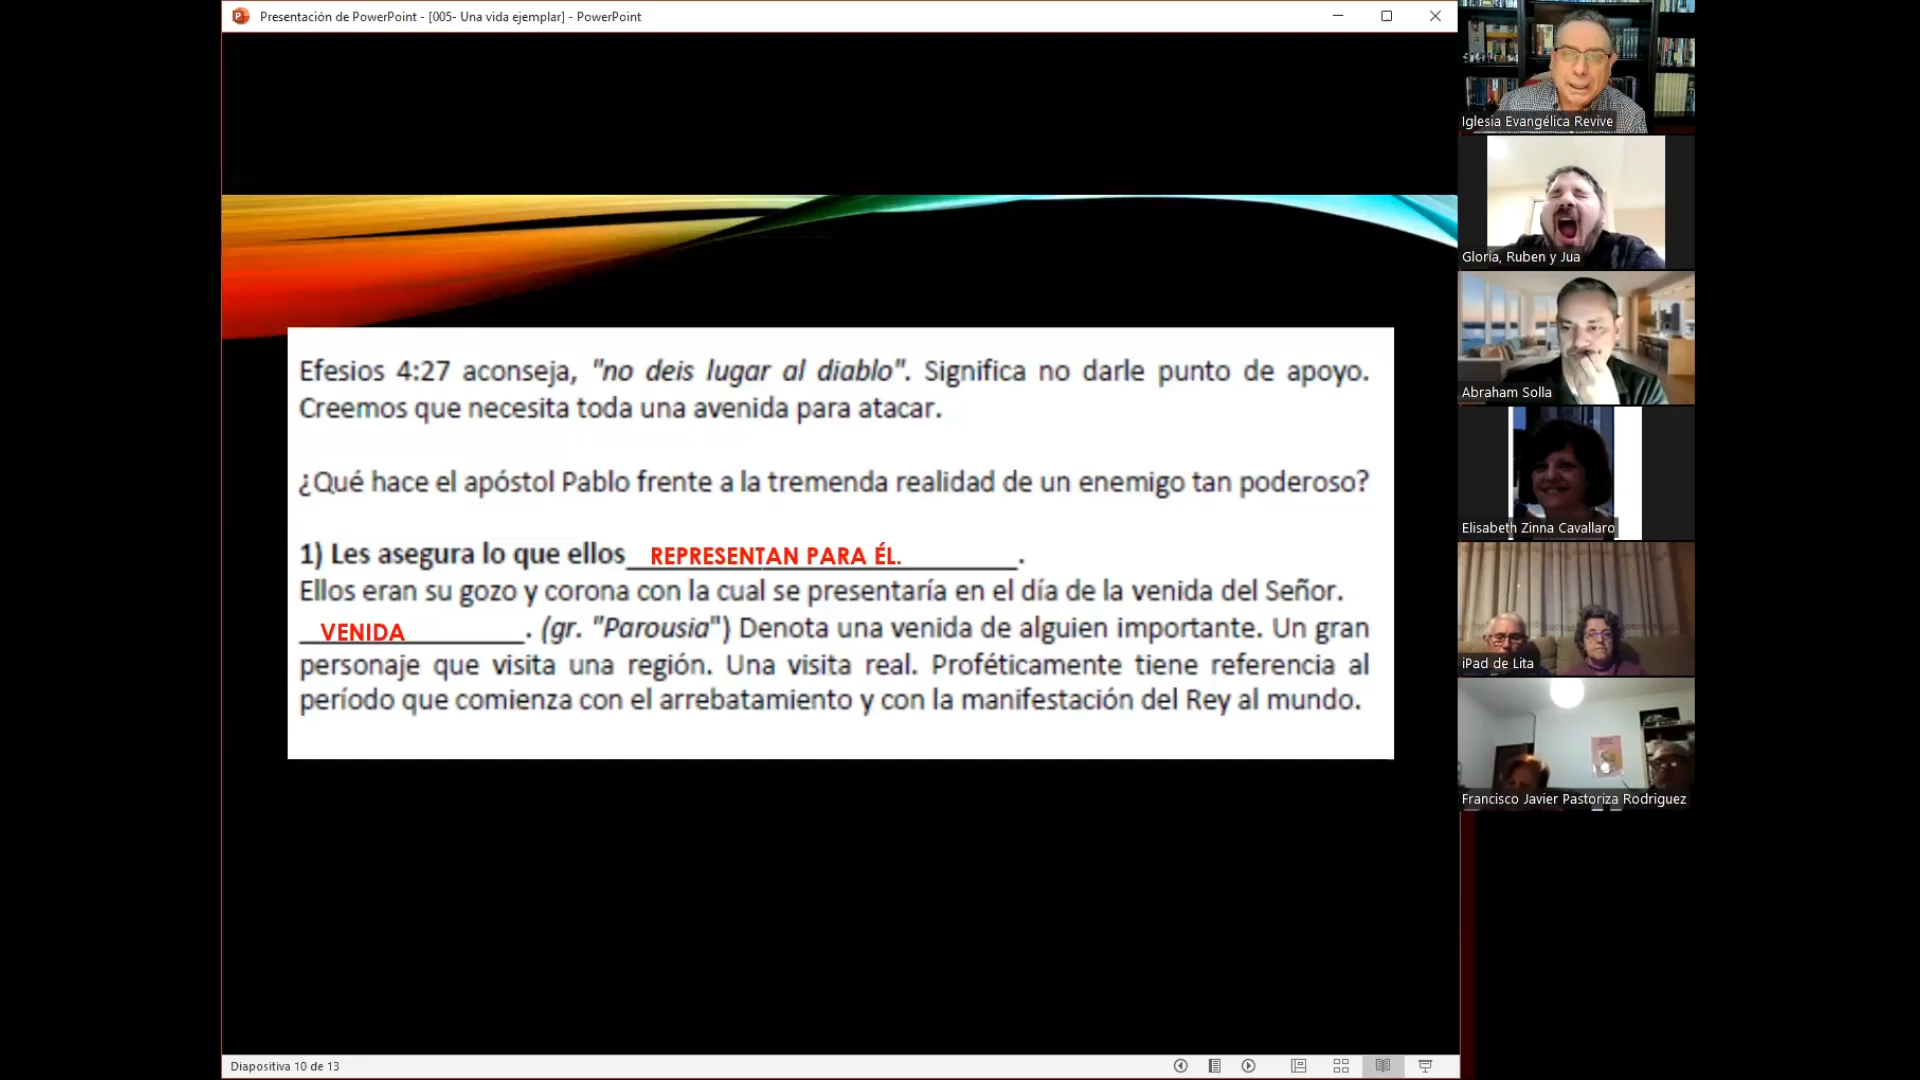 Presentación de PowerPoint - [005- Una vida ejemplar] - PowerPoint
Efesios 4:27 aconseja, "no deis lugar al diablo". Significa no darle punto de apoyo.
Creemos que necesita toda una avenida para atacar.
¿Qué hace el apóstol Pablo frente a la tremenda realidad de un enemigo tan poderoso?
1) Les asegura lo que ellos REPRESENTAN PARA ÉL. .
Ellos eran su gozo y corona con la cual se presentaría en el día de la venida del Señor.
VENIDA . (gr. "Parousia") Denota una venida de alguien importante. Un gran
personaje que visita una región. Una visita real. Proféticamente tiene referencia al
período que comienza con el arrebatamiento y con la manifestación del Rey al mundo.
Diapositiva 10 de 13
Iglesia Evangélica Revive
Gloria, Ruben y Jua
Abraham Solla
Elisabeth Zinna Cavallaro
iPad de Lita
Francisco Javier Pastoriza Rodriguez